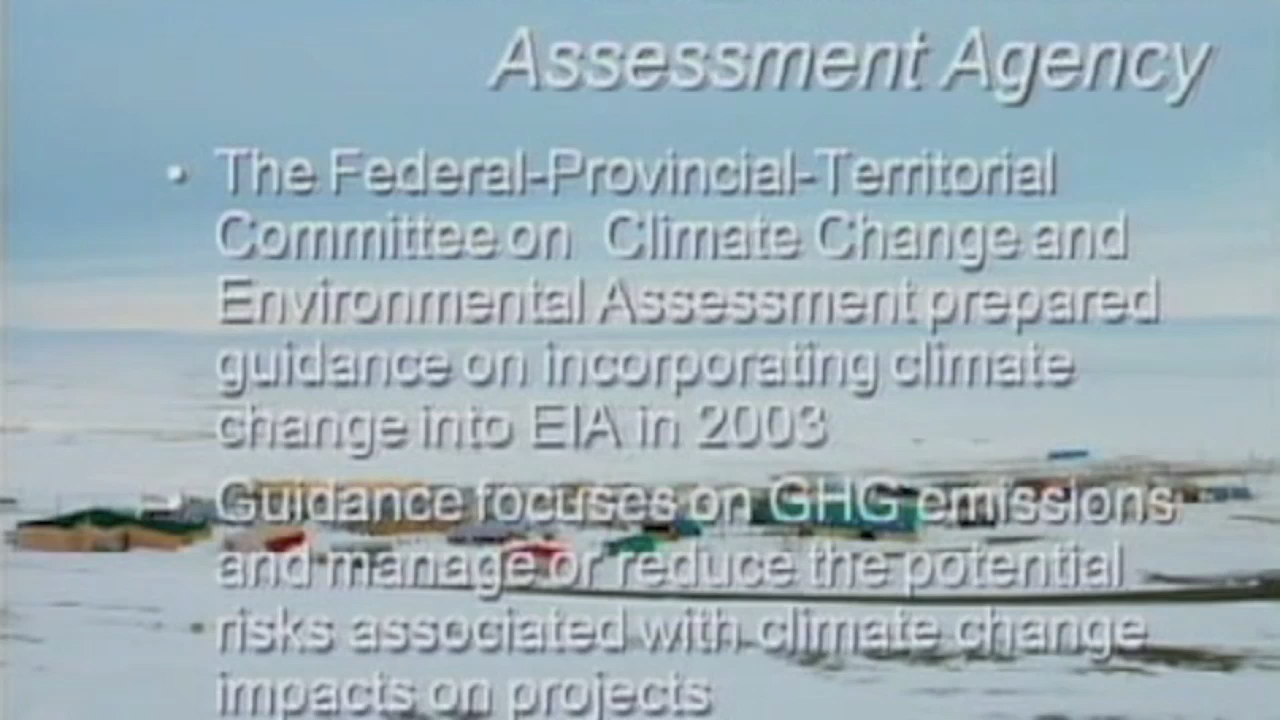 Assessment Agency
• The Federal-Provincial-Territorial
Committee on Climate Change and
Environmental Assessment prepared
guidance on incorporating climate
change into EIA in 2003
• Guidance focuses on GHG emissions
and manage or reduce the potential
risks associated with climate change
impacts on projects